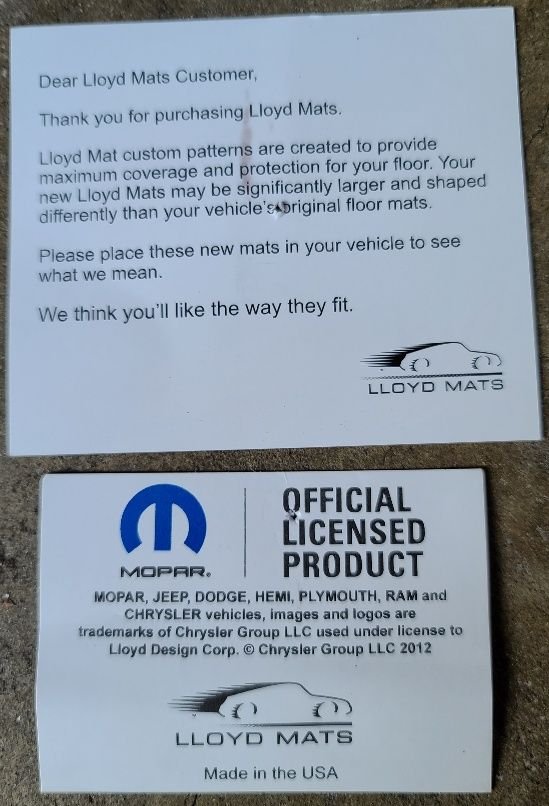 Dear Lloyd Mats Customer,
Thank you for purchasing Lloyd Mats.
Lloyd Mat custom patterns are created to provide
maximum coverage and protection for your floor. Your
new Lloyd Mats may be significantly larger and shaped
differently than your vehicle's original floor mats.
Please place these new mats in your vehicle to see
what we mean.
We think you'll like the way they fit.
LLOYD MATS
MOPAR.
OFFICIAL
LICENSED
PRODUCT
MOPAR, JEEP, DODGE, HEMI, PLYMOUTH, RAM and
CHRYSLER vehicles, images and logos are
trademarks of Chrysler Group LLC used under license to
Lloyd Design Corp. © Chrysler Group LLC 2012
LLOYD MATS
Made in the USA